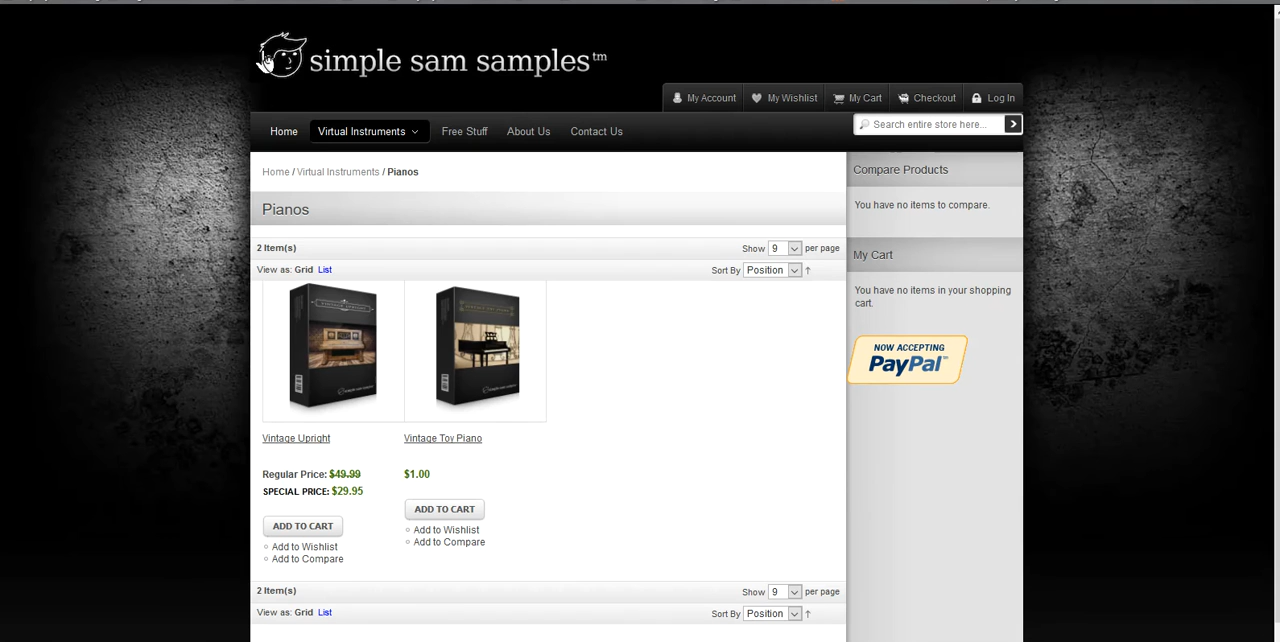 simple sam samples™
My Account My Wishlist My Cart Checkout Log In
Home Virtual Instruments Free Stuff About Us Contact Us
Search entire store here...
Home / Virtual Instruments / Pianos
Pianos
2 Item(s)
Show 9 per page
View as: Grid List
Sort By Position
Vintage Upright
Regular Price: $49.99
SPECIAL PRICE: $29.95
ADD TO CART
Add to Wishlist
Add to Compare
Vintage Toy Piano
$1.00
ADD TO CART
Add to Wishlist
Add to Compare
2 Item(s)
Show 9 per page
View as: Grid List
Sort By Position
Compare Products
You have no items to compare.
My Cart
You have no items in your shopping
cart.
NOW ACCEPTING
PayPal™